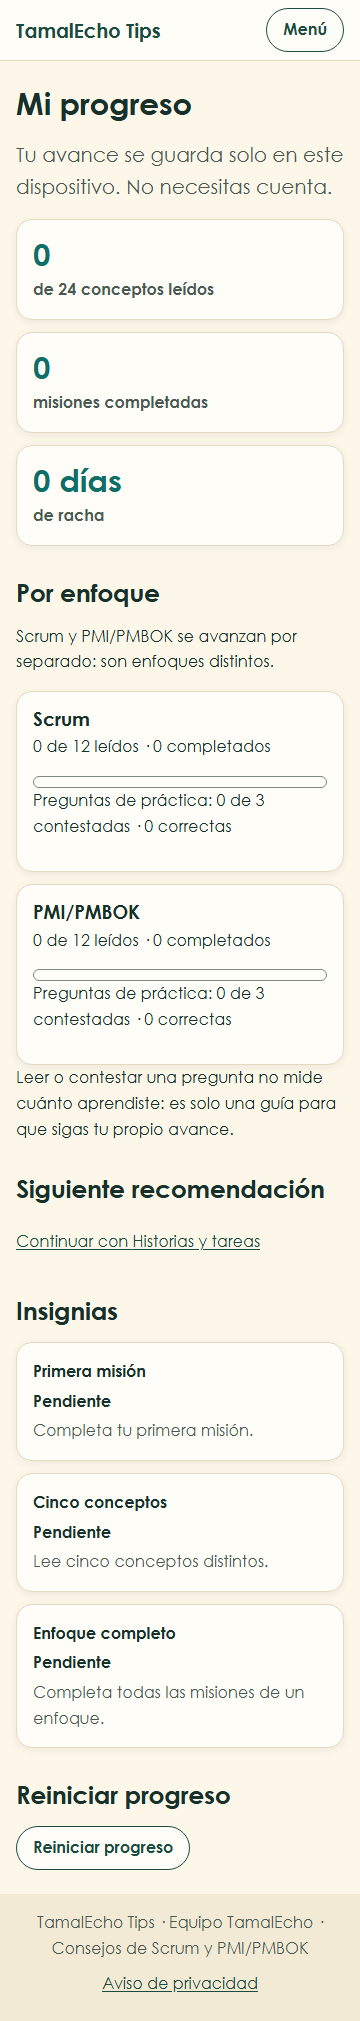 TamalEcho Tips
Menú
Mi progreso
Tu avance se guarda solo en este
dispositivo. No necesitas cuenta.
0
de 24 conceptos leídos
0
misiones completadas
0 días
de racha
Por enfoque
Scrum y PMI/PMBOK se avanzan por
separado: son enfoques distintos.
Scrum
0 de 12 leídos · 0 completados
Preguntas de práctica: 0 de 3
contestadas · 0 correctas
PMI/PMBOK
0 de 12 leídos · 0 completados
Preguntas de práctica: 0 de 3
contestadas · 0 correctas
Leer o contestar una pregunta no mide
cuánto aprendiste: es solo una guía para
que sigas tu propio avance.
Siguiente recomendación
Continuar con Historias y tareas
Insignias
Primera misión
Pendiente
Completa tu primera misión.
Cinco conceptos
Pendiente
Lee cinco conceptos distintos.
Enfoque completo
Pendiente
Completa todas las misiones de un
enfoque.
Reiniciar progreso
Reiniciar progreso
TamalEcho Tips · Equipo TamalEcho ·
Consejos de Scrum y PMI/PMBOK
Aviso de privacidad